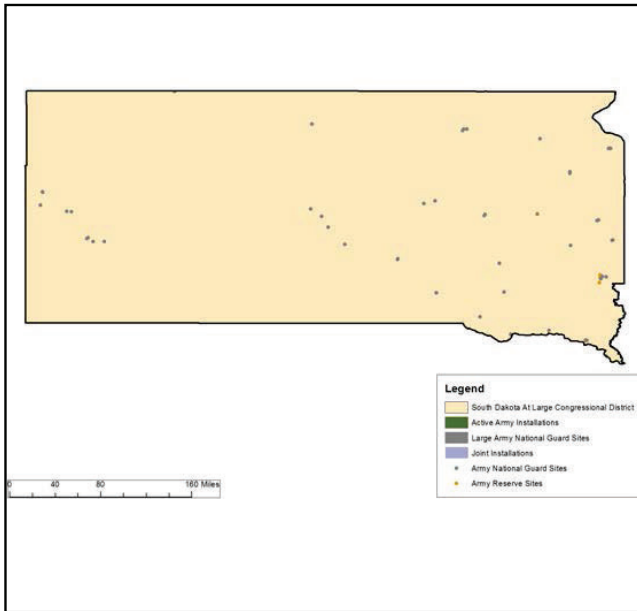 Legend
South Dakota At Large Congressional District
Active Army Installations
Large Army National Guard Sites
Joint Installations
Army National Guard Sites
Army Reserve Sites
0 40 80 160 Miles